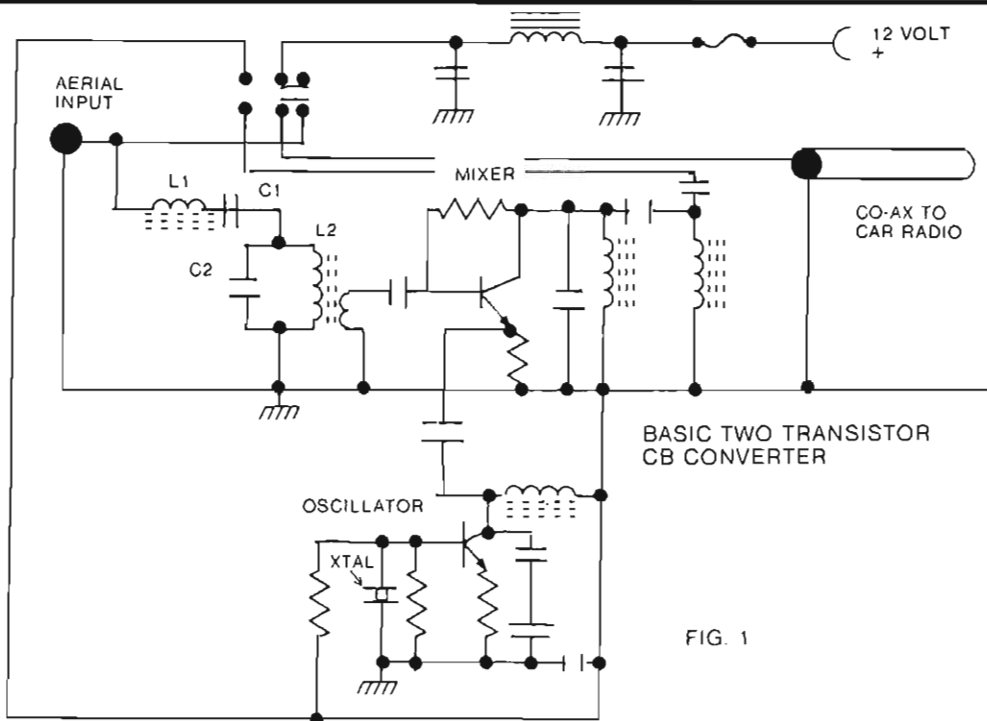 12 VOLT
+
AERIAL
INPUT
MIXER
L1
C1
CO-AX TO
CAR RADIO
L2
C2
BASIC TWO TRANSISTOR
CB CONVERTER
OSCILLATOR
XTAL
FIG. 1